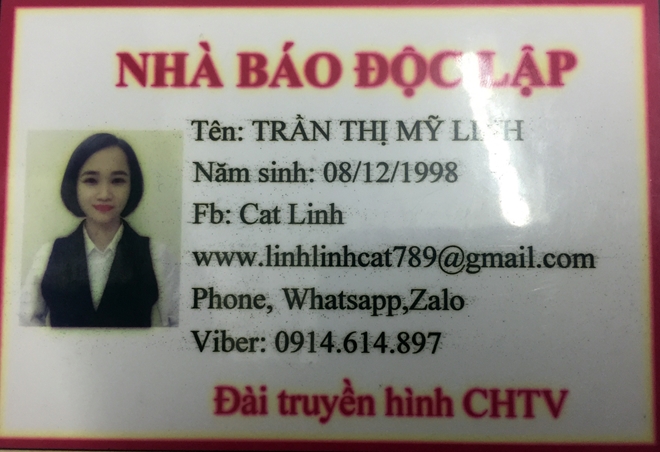 NHÀ BÁO ĐỘC LẬP
Tên: TRẦN THỊ MỸ LINH
Năm sinh: 08/12/1998
Fb: Cat Linh
www.linhlinhcat789@gmail.com
Phone, Whatsapp,Zalo
Viber: 0914.614.897
Đài truyền hình CHTV